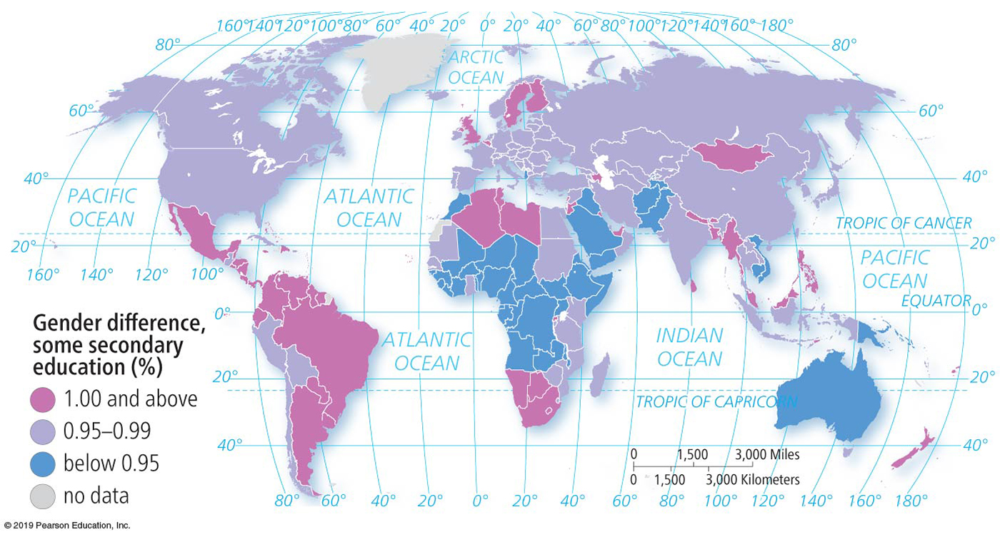 160° 140° 120° 100° 80° 60° 40° 20° 0° 20° 40° 60° 80° 100° 120° 140° 160° 180°
80° 80°
ARCTIC
OCEAN
60° 60°
40° 40°
PACIFIC
OCEAN
ATLANTIC
OCEAN
TROPIC OF CANCER
20° 20°
PACIFIC
OCEAN
160° 140° 120° 100°
EQUATOR
0° 0°
Gender difference,
some secondary
education (%)
1.00 and above
0.95–0.99
below 0.95
no data
ATLANTIC
OCEAN
INDIAN
OCEAN
20° 20°
TROPIC OF CAPRICORN
40° 40°
0 1,500 3,000 Miles
0 1,500 3,000 Kilometers
80° 60° 40° 20° 0° 20° 40° 60° 80° 100° 120° 140° 160° 180°
© 2019 Pearson Education, Inc.